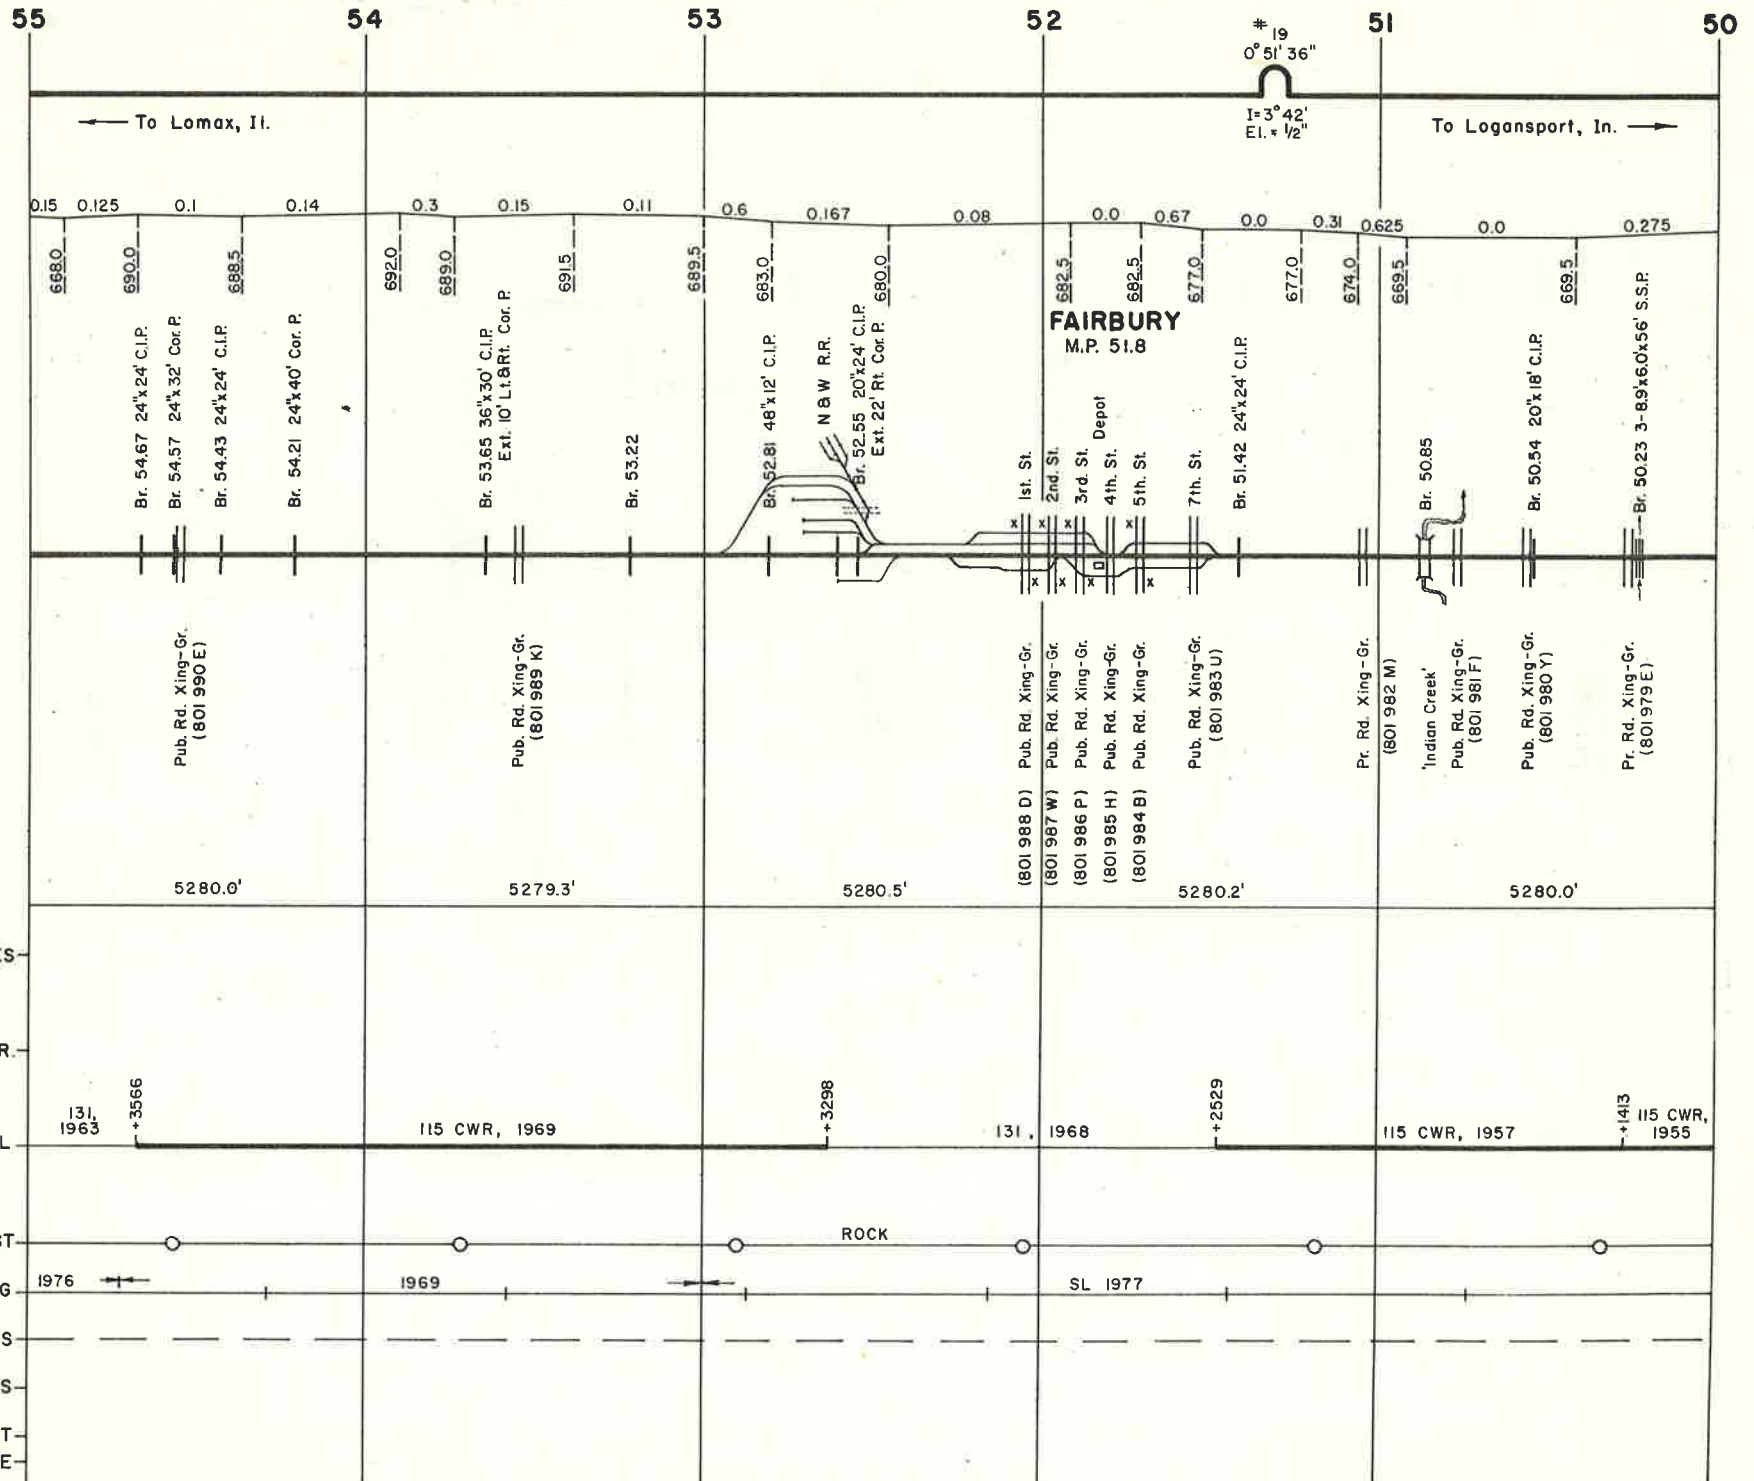 55 54 53 52 51 50
# 19
0° 51' 36"
I=3° 42'
El. = 1/2"
To Lomax, Il.
To Logansport, In.
0.15 0.125 0.1 0.14 0.3 0.15 0.11 0.6 0.167 0.08 0.0 0.67 0.0 0.31 0.625 0.0 0.275
688.0 690.0 688.5 692.0 689.0 691.5 689.5 683.0 680.0 682.5 682.5 677.0 677.0 674.0 669.5 669.5
FAIRBURY
M.P. 51.8
Br. 54.67 24"x24' C.I.P.
Br. 54.57 24"x32' Cor. P.
Br. 54.43 24"x24' C.I.P.
Br. 54.21 24"x40' Cor. P.
Br. 53.65 36"x30' C.I.P.
Ext. 10' Lt.&Rt. Cor. P.
Br. 53.22
Br. 52.81 48"x12' C.I.P.
N & W R.R.
Br. 52.55 20"x24' C.I.P.
Ext. 22' Rt. Cor. P.
1st. St.
2nd. St.
3rd. St.
4th. St.
Depot
5th. St.
7th. St.
Br. 51.42 24"x24' C.I.P.
Br. 50.85
Br. 50.54 20"x18' C.I.P.
Br. 50.23 3-8.9'x6.0'x56' S.S.P.
x x x x
x x x x
Pub. Rd. Xing-Gr.
(801 990 E)
Pub. Rd. Xing-Gr.
(801 989 K)
(801 988 D) Pub. Rd. Xing-Gr.
(801 987 W) Pub. Rd. Xing-Gr.
(801 986 P) Pub. Rd. Xing-Gr.
(801 985 H) Pub. Rd. Xing-Gr.
(801 984 B) Pub. Rd. Xing-Gr.
Pub. Rd. Xing-Gr.
(801 983 U)
Pr. Rd. Xing-Gr.
(801 982 M)
'Indian Creek'
Pub. Rd. Xing-Gr.
(801 981 F)
Pub. Rd. Xing-Gr.
(801 980 Y)
Pr. Rd. Xing-Gr.
(801 979 E)
5280.0' 5279.3' 5280.5' 5280.2' 5280.0'
S
R.
131,
1963
+3566
115 CWR, 1969
+3298
131, 1968
+2529
115 CWR, 1957
+1413
115 CWR,
1955
L
ST
ROCK
G
1976 1969 SL 1977
S
S
T
E